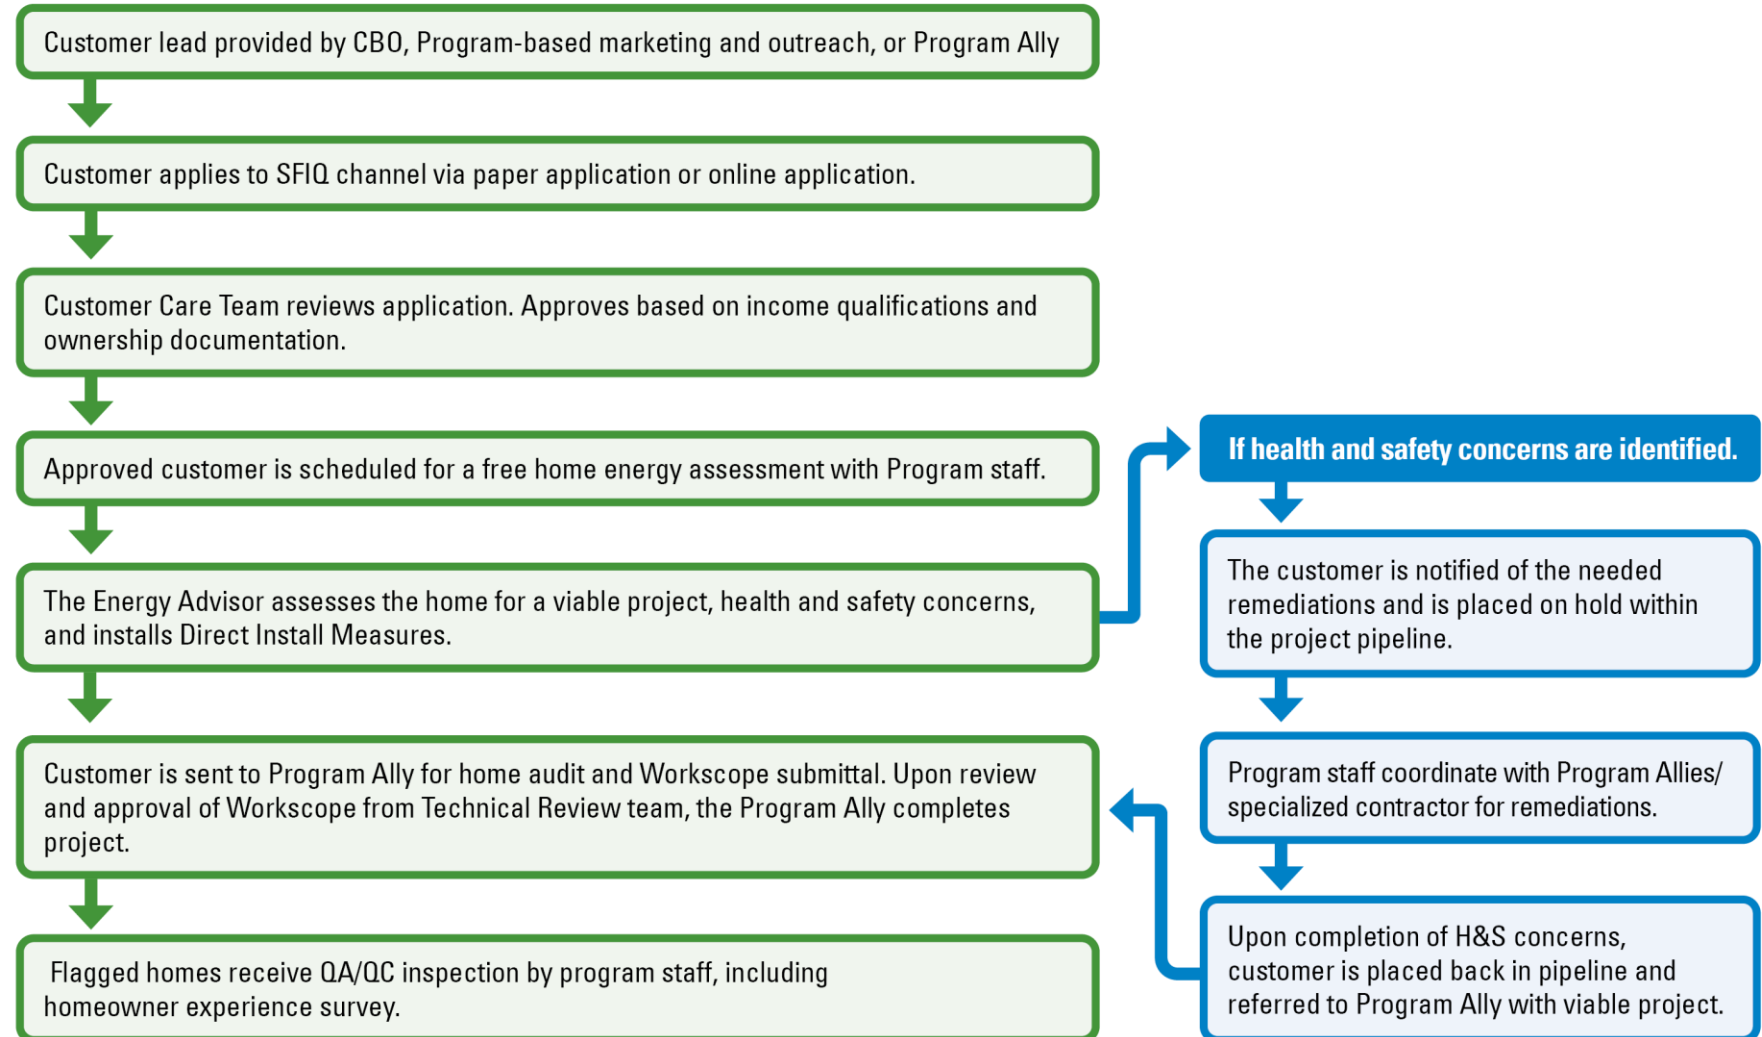 Customer lead provided by CBO, Program-based marketing and outreach, or Program Ally
Customer applies to SFIQ channel via paper application or online application.
Customer Care Team reviews application. Approves based on income qualifications and
ownership documentation.
Approved customer is scheduled for a free home energy assessment with Program staff.
The Energy Advisor assesses the home for a viable project, health and safety concerns,
and installs Direct Install Measures.
If health and safety concerns are identified.
The customer is notified of the needed
remediations and is placed on hold within
the project pipeline.
Program staff coordinate with Program Allies/
specialized contractor for remediations.
Upon completion of H&S concerns,
customer is placed back in pipeline and
referred to Program Ally with viable project.
Customer is sent to Program Ally for home audit and Workscope submittal. Upon review
and approval of Workscope from Technical Review team, the Program Ally completes
project.
Flagged homes receive QA/QC inspection by program staff, including
homeowner experience survey.